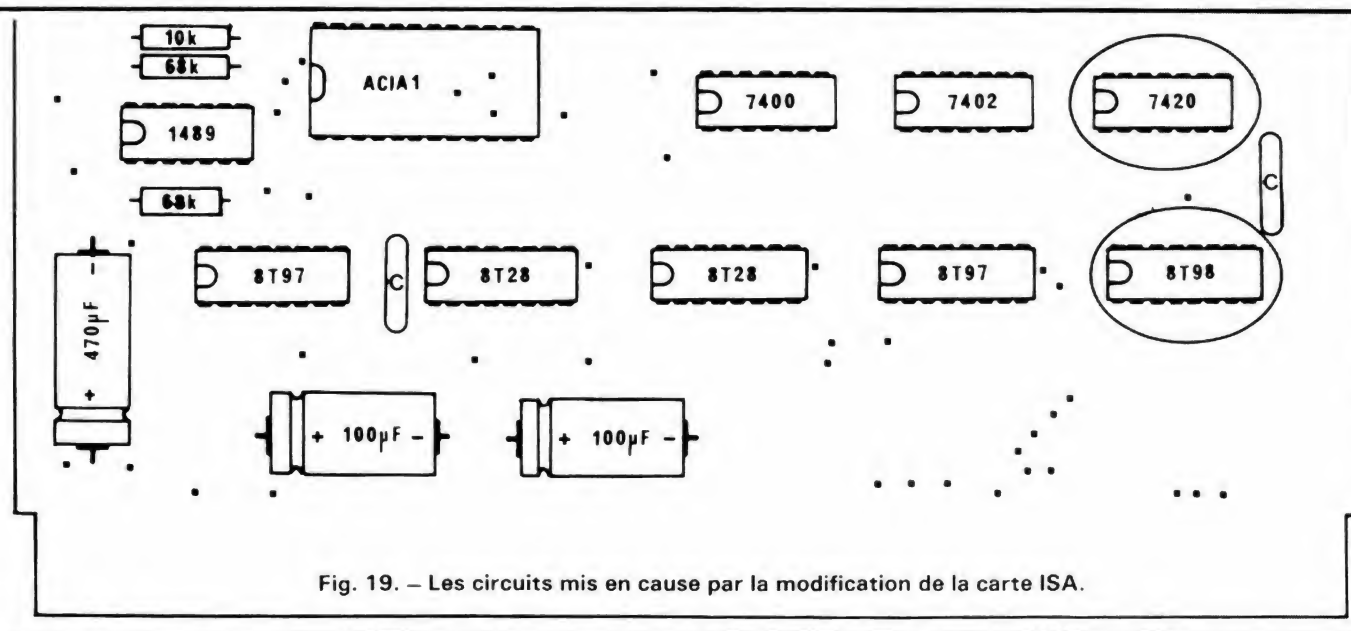 10k
68k
ACIA1
7400
7402
7420
1489
C
68k
8T97
C
8T28
8T28
8T97
8T98
- 470µF +
+ 100µF -
+ 100µF -
Fig. 19. – Les circuits mis en cause par la modification de la carte ISA.